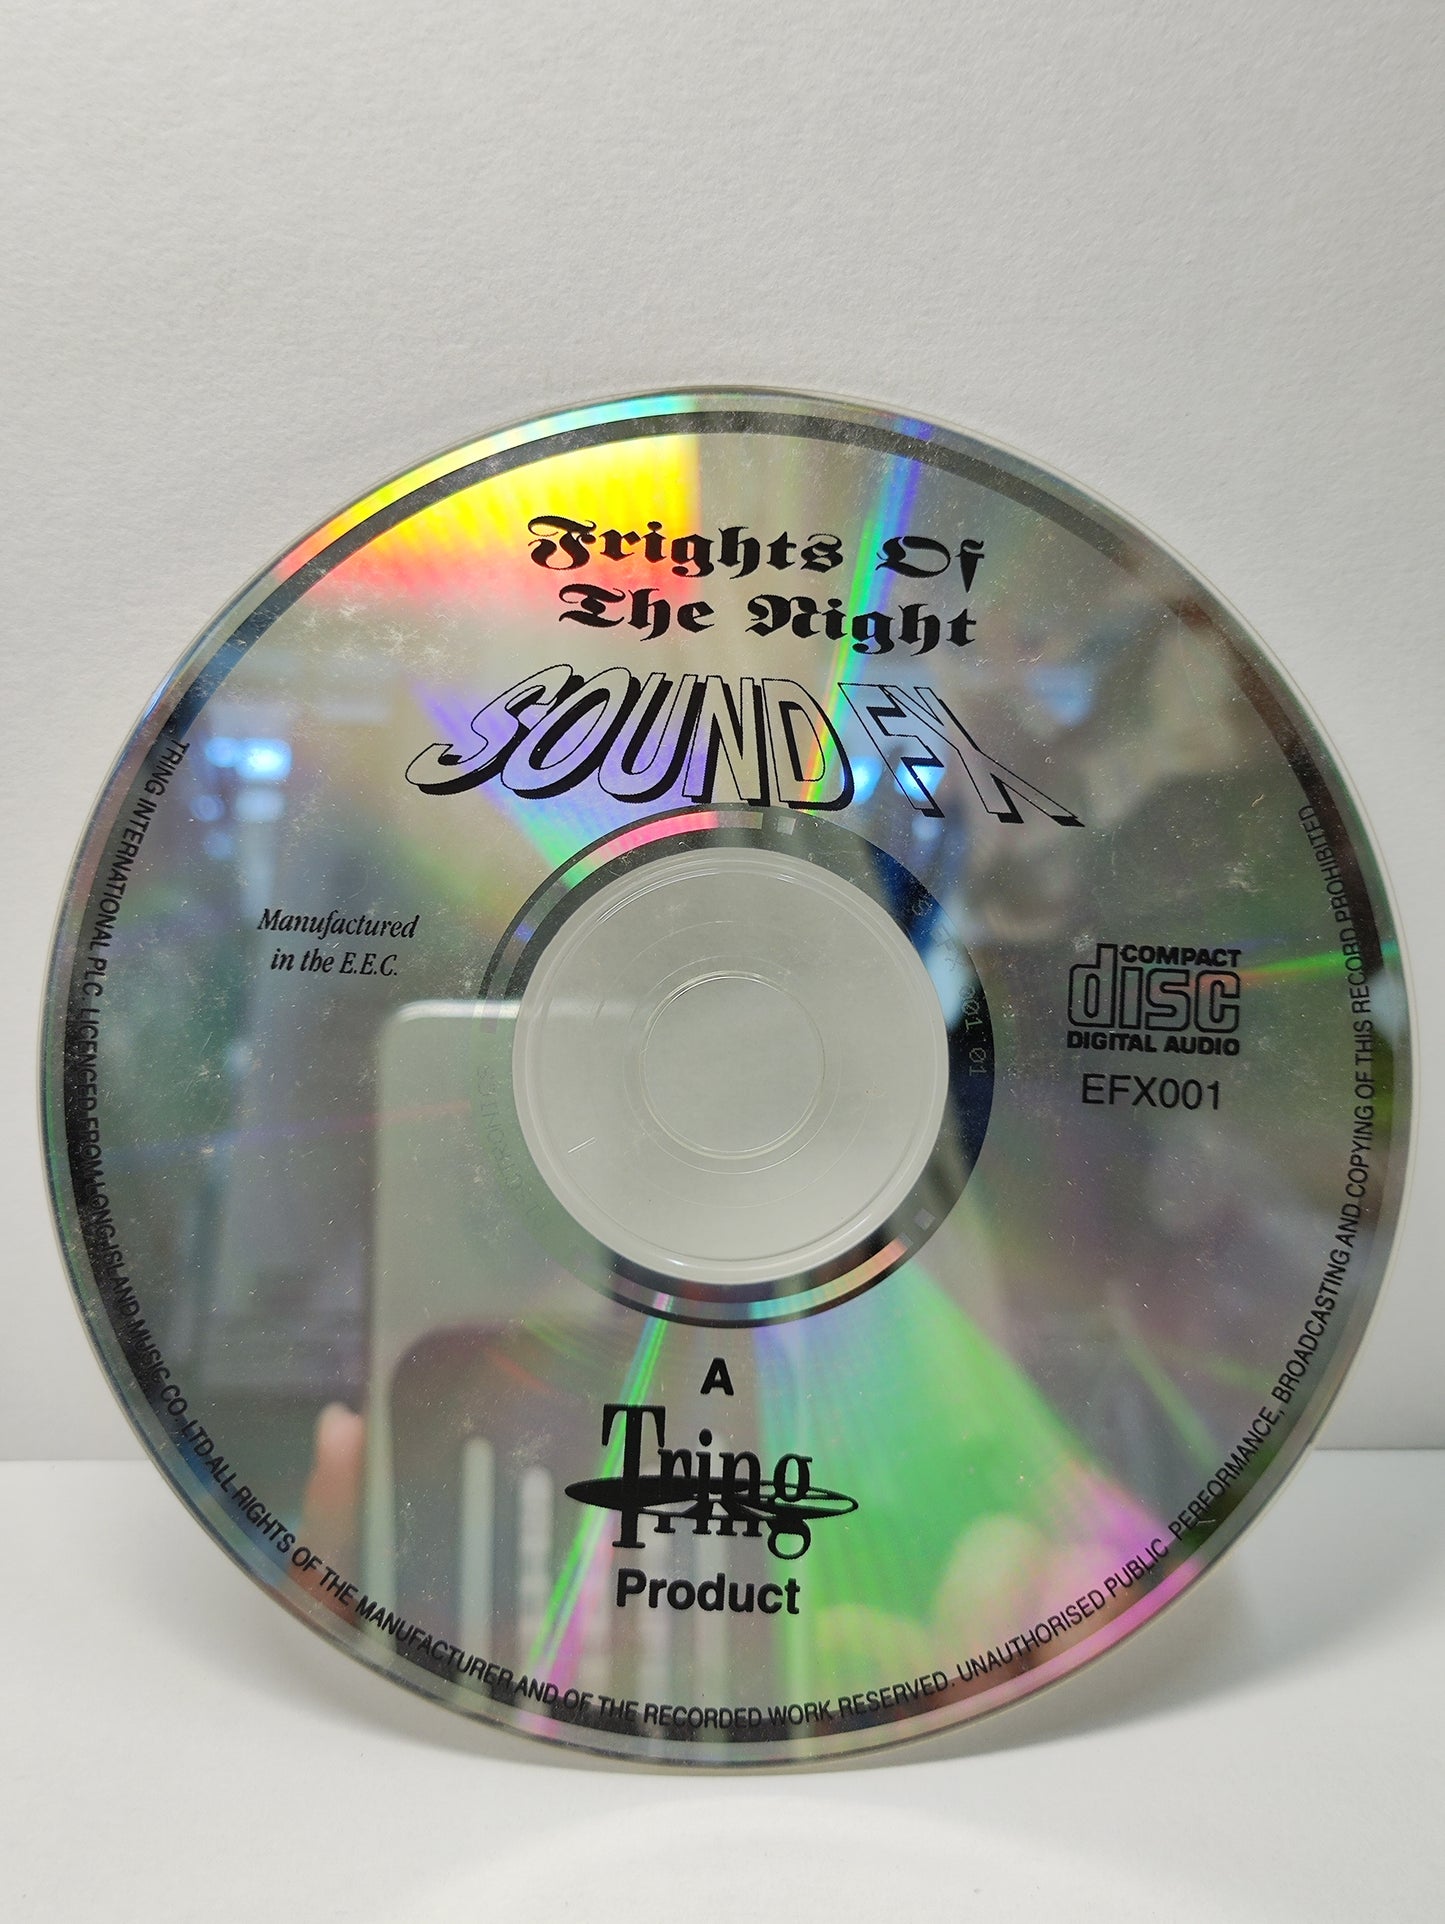 Frights Of
The Night
SOUND FX
Manufactured
in the E.E.C.
COMPACT
disc
DIGITAL AUDIO
EFX001
A
Tring
Product
TRING INTERNATIONAL PLC. LICENCED FROM LONG ISLAND MUSIC CO. LTD. ALL RIGHTS OF THE MANUFACTURER AND OF THE RECORDED WORK RESERVED. UNAUTHORISED PUBLIC PERFORMANCE, BROADCASTING AND COPYING OF THIS RECORD PROHIBITED